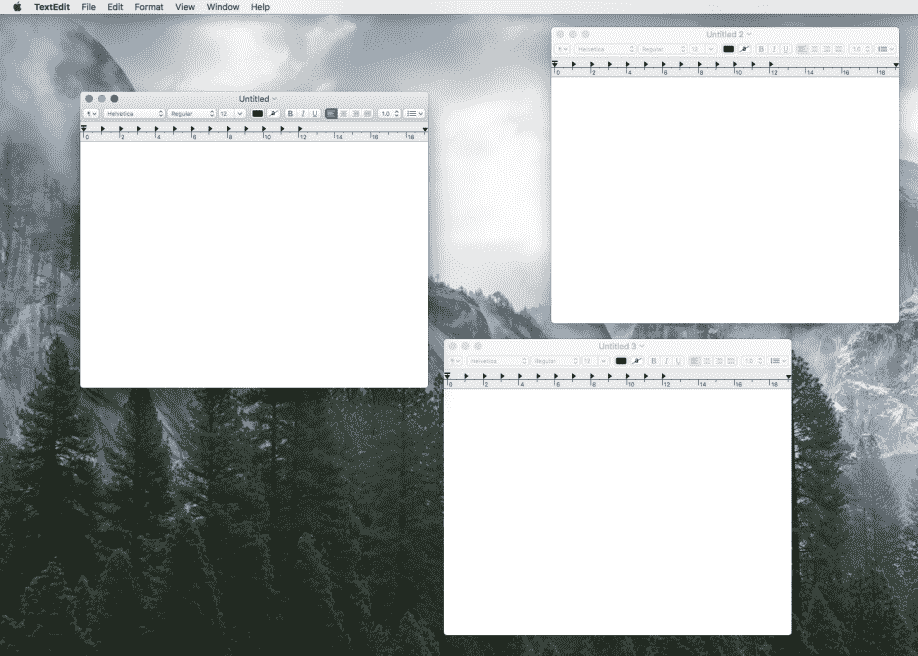 TextEdit File Edit Format View Window Help
Untitled 2
Helvetica Regular 12 B I U 1.0
0 2 4 6 8 10 12 14 16 18
Untitled
Helvetica Regular 12 B I U 1.0
0 2 4 6 8 10 12 14 16 18
Untitled 3
Helvetica Regular 12 B I U 1.0
0 2 4 6 8 10 12 14 16 18